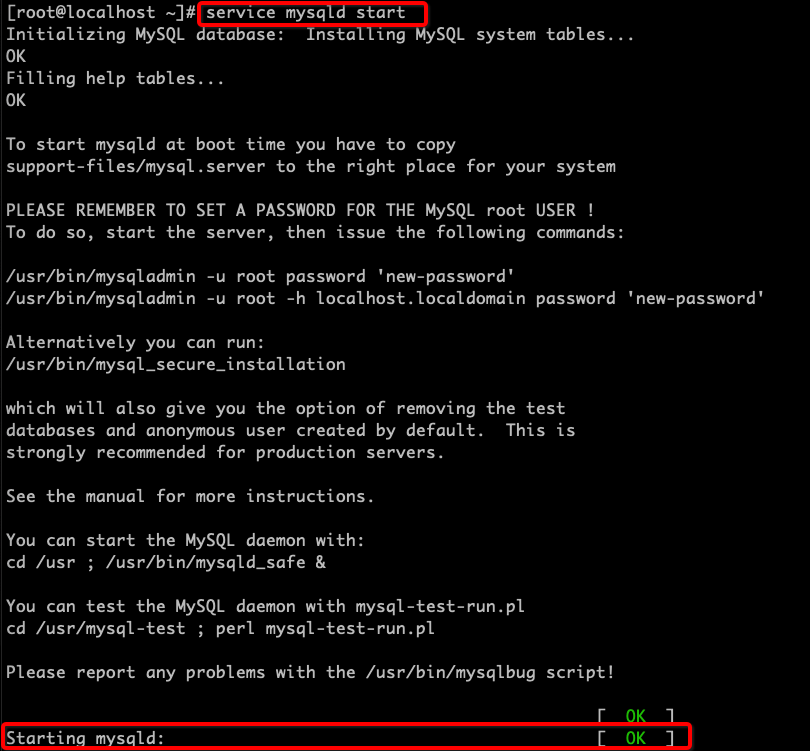 [root@localhost ~]# service mysqld start
Initializing MySQL database:  Installing MySQL system tables...
OK
Filling help tables...
OK
To start mysqld at boot time you have to copy
support-files/mysql.server to the right place for your system
PLEASE REMEMBER TO SET A PASSWORD FOR THE MySQL root USER !
To do so, start the server, then issue the following commands:
/usr/bin/mysqladmin -u root password 'new-password'
/usr/bin/mysqladmin -u root -h localhost.localdomain password 'new-password'
Alternatively you can run:
/usr/bin/mysql_secure_installation
which will also give you the option of removing the test
databases and anonymous user created by default.  This is
strongly recommended for production servers.
See the manual for more instructions.
You can start the MySQL daemon with:
cd /usr ; /usr/bin/mysqld_safe &
You can test the MySQL daemon with mysql-test-run.pl
cd /usr/mysql-test ; perl mysql-test-run.pl
Please report any problems with the /usr/bin/mysqlbug script!
[  OK  ]
Starting mysqld:                                           [  OK  ]